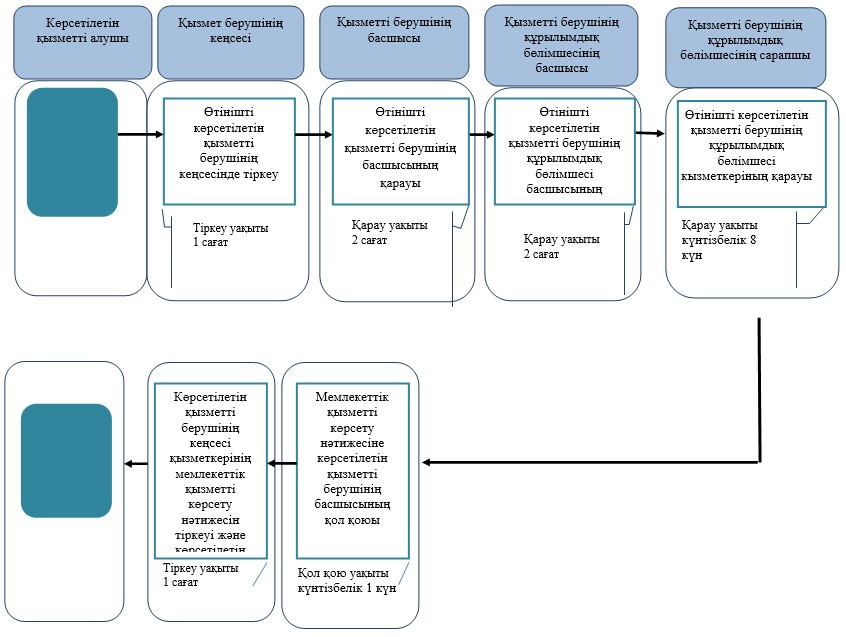 Көрсетілетін
қызметті алушы
Қызмет берушінің
кеңсесі
Қызметті берушінің
басшысы
Қызметті берушінің
құрылымдық
бөлімшесінің
басшысы
Қызметті берушінің
құрылымдық
бөлімшесінің сарапшы
Өтінішті
көрсетілетін
қызметті
берушінің
кеңсесінде тіркеу
Өтінішті
көрсетілетін
қызметті берушінің
басшысының
қарауы
Өтінішті
көрсетілетін
қызметті берушінің
құрылымдық
бөлімшесі
басшысының
Өтінішті көрсетілетін
қызметті берушінің
құрылымдық
бөлімшесі
кызметкеріның қарауы
Тіркеу уақыты
1 сағат
Қарау уақыты
2 сағат
Қарау уақыты
2 сағат
Қарау уақыты
күнтізбелік 8
күн
Көрсетілетін
қызметті
берушінің
кеңсесі
қызметкерінің
мемлекеттік
қызметті
көрсету
нәтижесін
тіркеуі және
көрсетілетін
Тіркеу уақыты
1 сағат
Мемлекеттік
қызметті
көрсету
нәтижесіне
көрсетілетін
қызметті
берушінің
басшысының
қол қоюы
Қол қою уақыты
күнтізбелік 1 күн